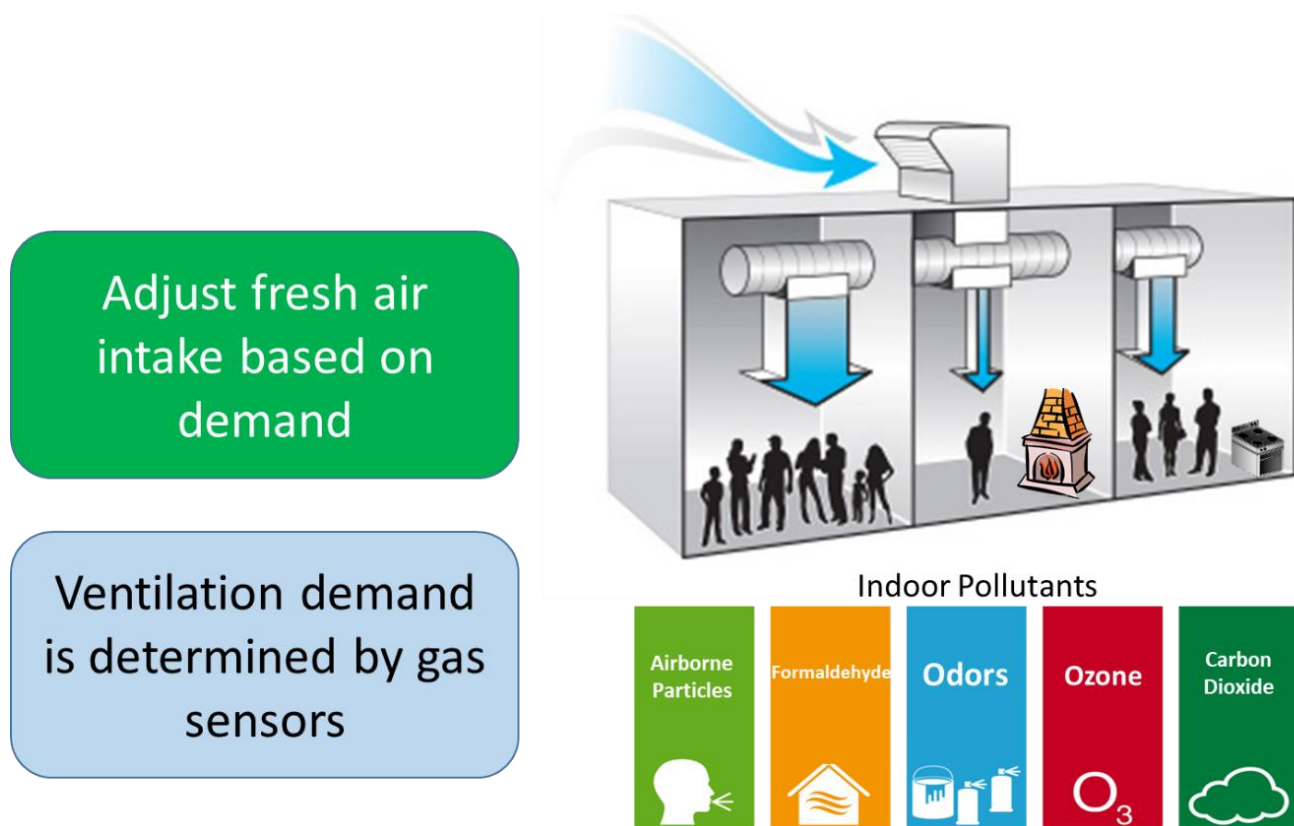 Adjust fresh air
intake based on
demand
Ventilation demand
is determined by gas
sensors
Indoor Pollutants
Airborne
Particles
Formaldehyde
Odors
Ozone
O₃
Carbon
Dioxide